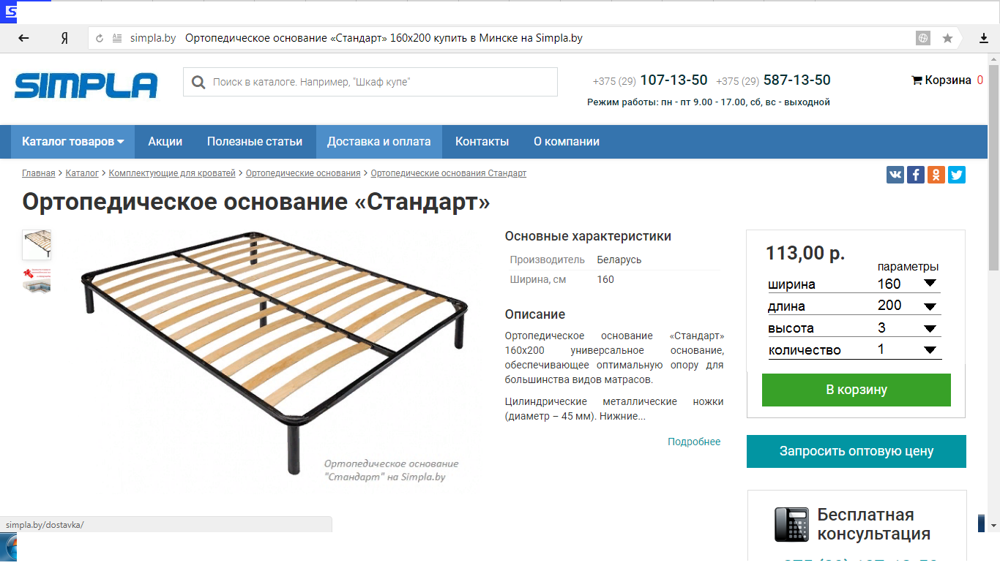 simpla.by Ортопедическое основание «Стандарт» 160х200 купить в Минске на Simpla.by
SIMPLA
Поиск в каталоге. Например, "Шкаф купе"
+375 (29) 107-13-50 +375 (29) 587-13-50
Корзина 0
Режим работы: пн - пт 9.00 - 17.00, сб, вс - выходной
Каталог товаров Акции Полезные статьи Доставка и оплата Контакты О компании
Главная > Каталог > Комплектующие для кроватей > Ортопедические основания > Ортопедические основания Стандарт
Ортопедическое основание «Стандарт»
Основные характеристики
Производитель Беларусь
Ширина, см 160
Описание
Ортопедическое основание «Стандарт»
160х200 универсальное основание,
обеспечивающее оптимальную опору для
большинства видов матрасов.
Цилиндрические металлические ножки
(диаметр – 45 мм). Нижние...
Подробнее
Ортопедическое основание
"Стандарт" на Simpla.by
113,00 р.
параметры
ширина 160
длина 200
высота 3
количество 1
В корзину
Запросить оптовую цену
Бесплатная
консультация
simpla.by/dostavka/